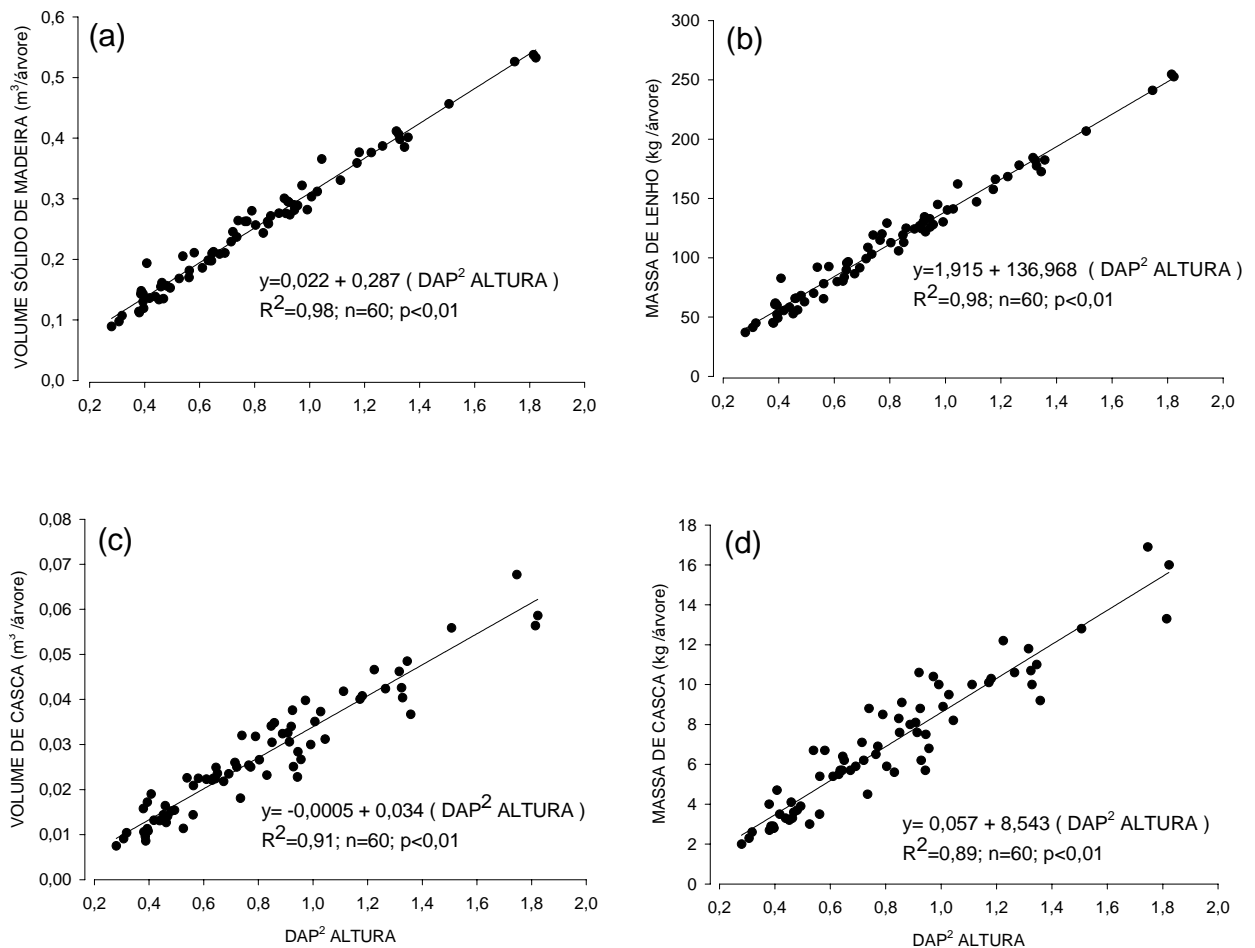 (a)
VOLUME SÓLIDO DE MADEIRA (m³/árvore)
0,6
0,5
0,4
0,3
0,2
0,1
0,0
y=0,022 + 0,287 ( DAP² ALTURA )
R²=0,98; n=60; p<0,01
0,2 0,4 0,6 0,8 1,0 1,2 1,4 1,6 1,8 2,0
(b)
MASSA DE LENHO (kg /árvore)
300
250
200
150
100
50
0
y=1,915 + 136,968 ( DAP² ALTURA )
R²=0,98; n=60; p<0,01
0,2 0,4 0,6 0,8 1,0 1,2 1,4 1,6 1,8 2,0
(c)
VOLUME DE CASCA (m³ /árvore)
0,08
0,07
0,06
0,05
0,04
0,03
0,02
0,01
0,00
y= -0,0005 + 0,034 ( DAP² ALTURA )
R²=0,91; n=60; p<0,01
0,2 0,4 0,6 0,8 1,0 1,2 1,4 1,6 1,8 2,0
DAP² ALTURA
(d)
MASSA DE CASCA (kg /árvore)
18
16
14
12
10
8
6
4
2
0
y= 0,057 + 8,543 ( DAP² ALTURA )
R²=0,89; n=60; p<0,01
0,2 0,4 0,6 0,8 1,0 1,2 1,4 1,6 1,8 2,0
DAP² ALTURA